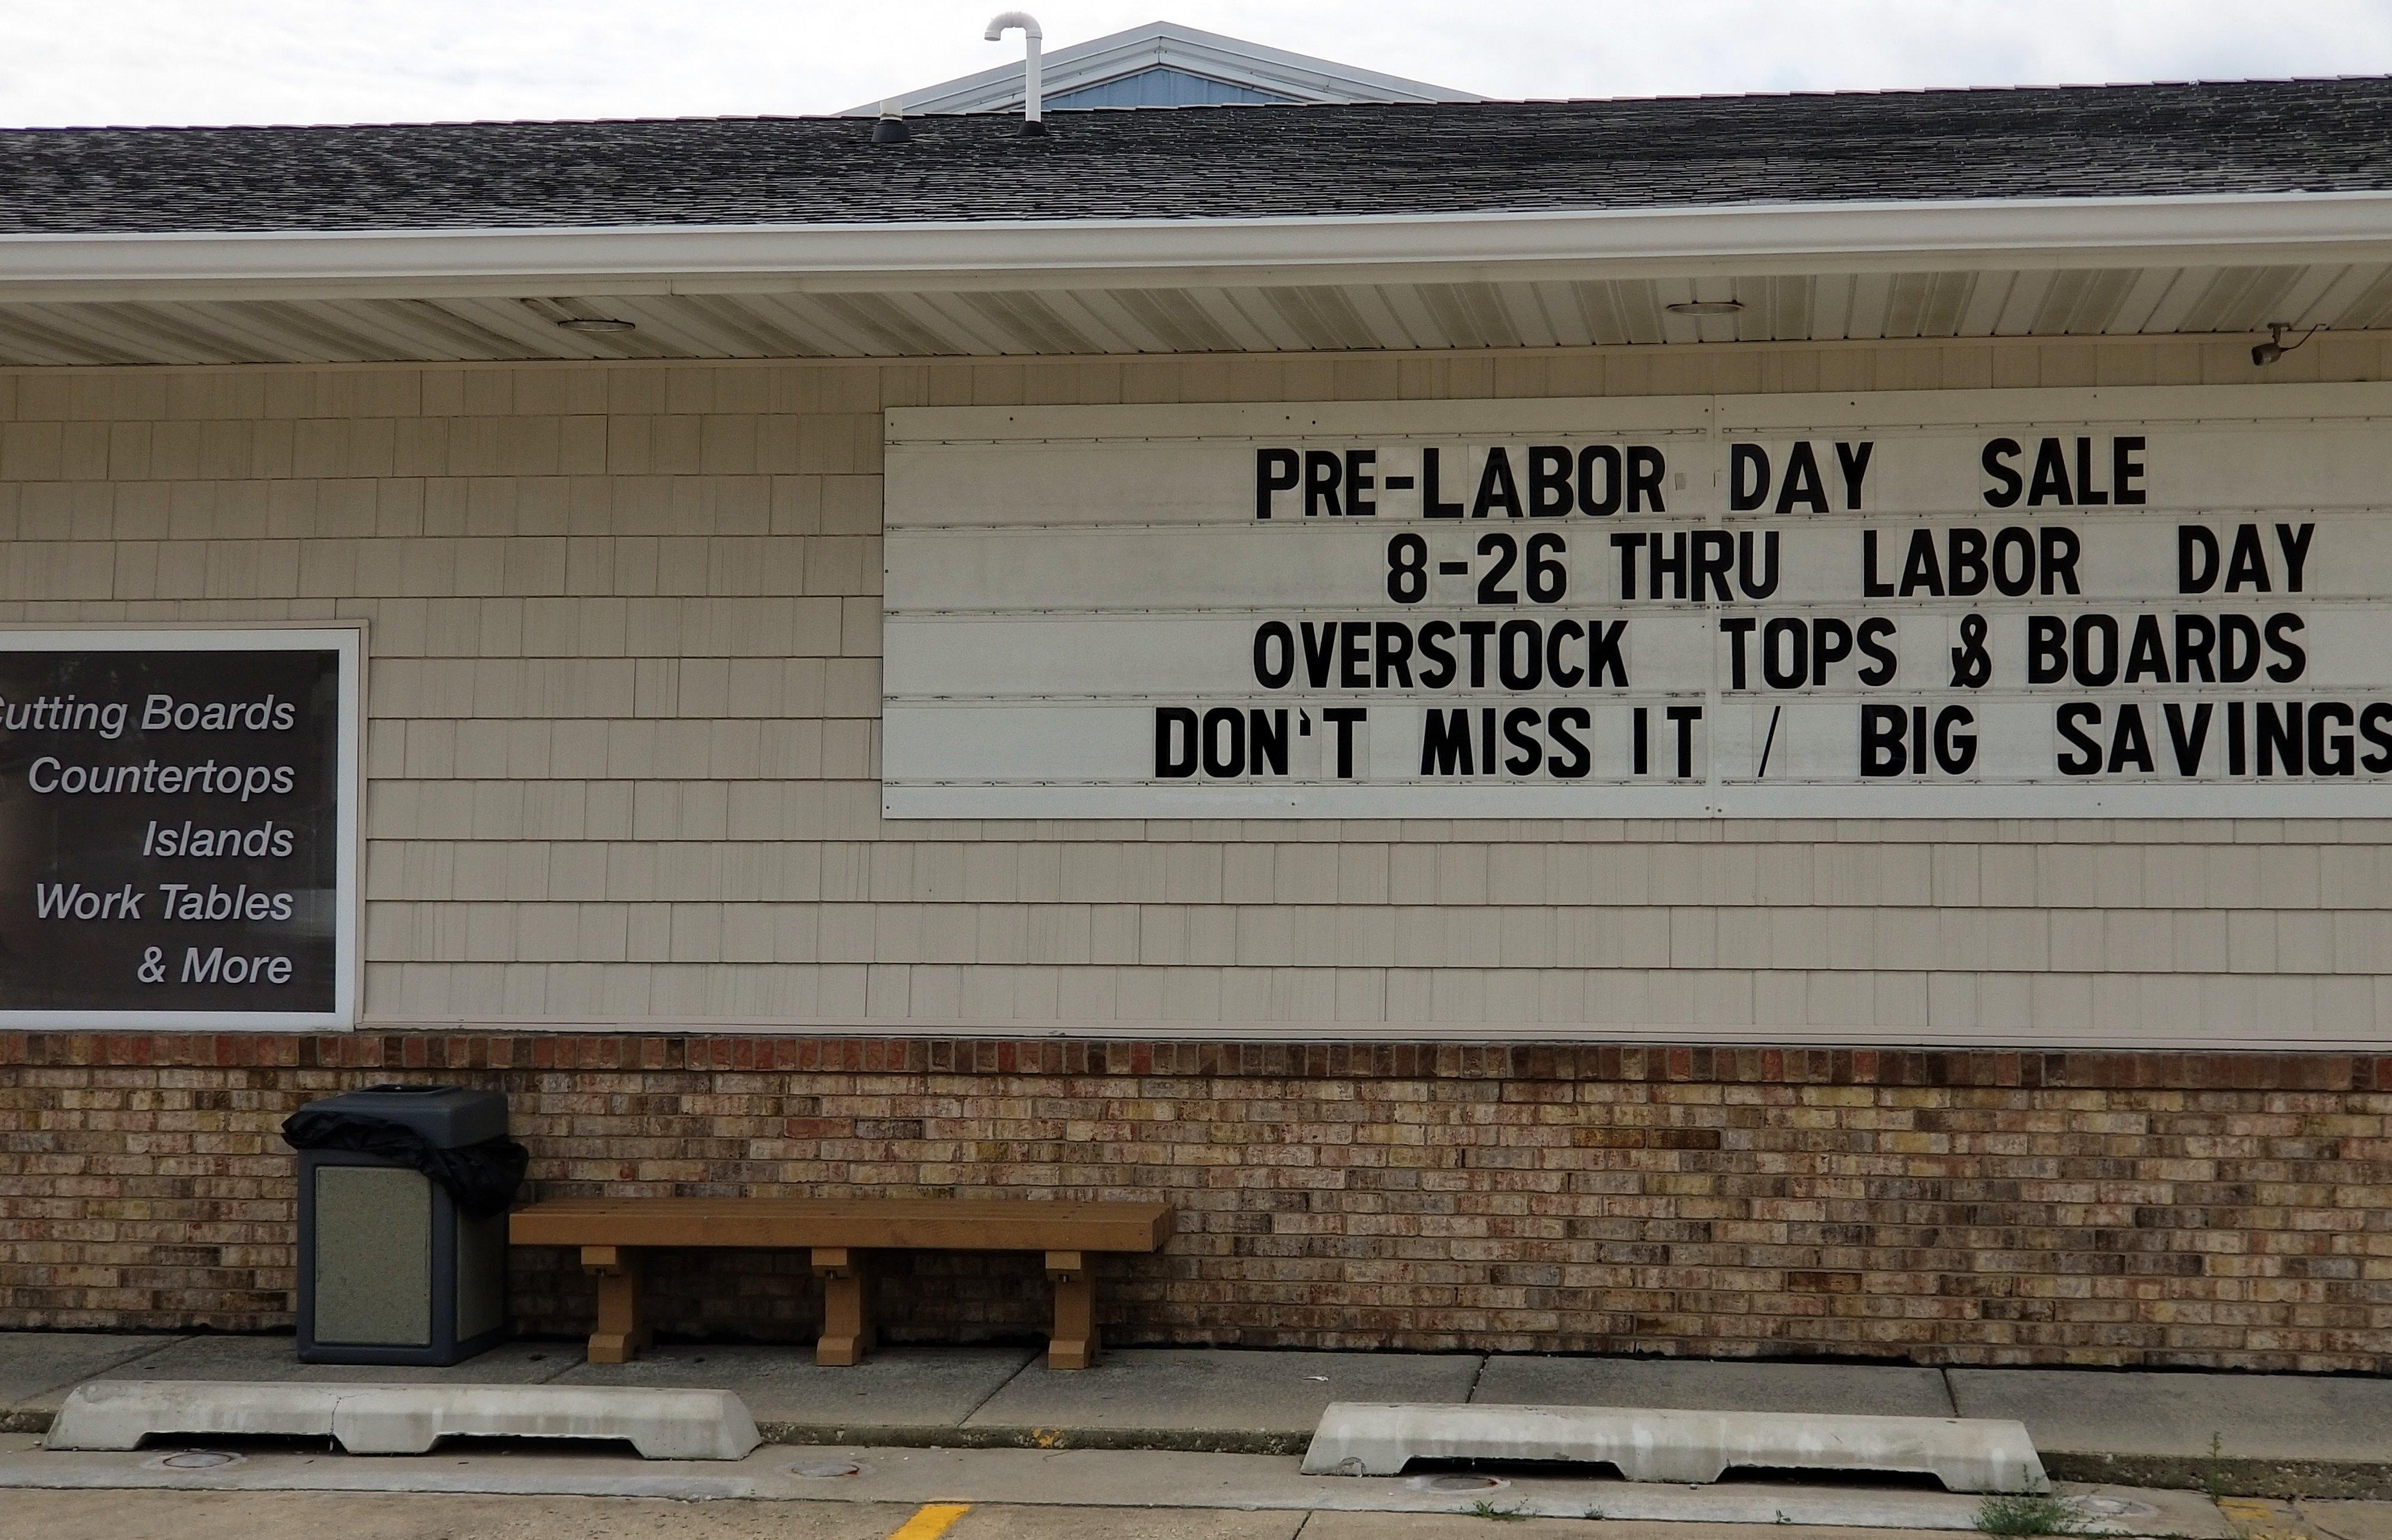 PRE-LABOR DAY SALE
8-26 THRU LABOR DAY
OVERSTOCK TOPS & BOARDS
DON'T MISS IT / BIG SAVINGS
Cutting Boards
Countertops
Islands
Work Tables
& More